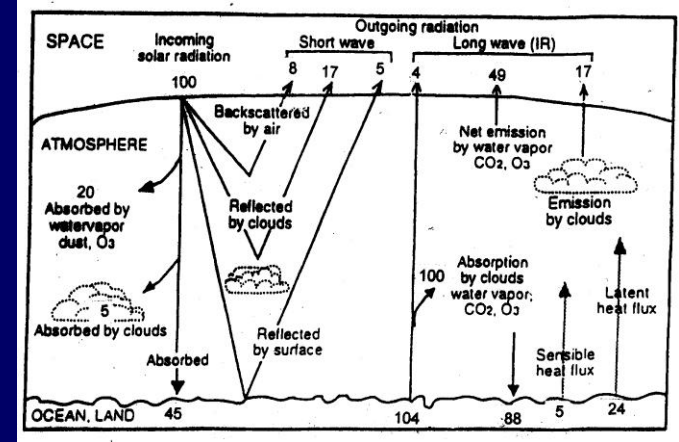 Outgoing radiation
SPACE
Incoming
solar radiation
Short wave
Long wave (IR)
100
8
17
5
4
49
17
Backscattered
by air
Net emission
by water vapor
CO₂, O₃
ATMOSPHERE
20
Absorbed by
watervapor
dust, O₃
Reflected
by clouds
Emission
by clouds
100
Absorption
by clouds
water vapor;
CO₂, O₃
Latent
heat flux
5
Absorbed by clouds
Absorbed
Reflected
by surface
Sensible
heat flux
OCEAN, LAND
45
104
88
5
24